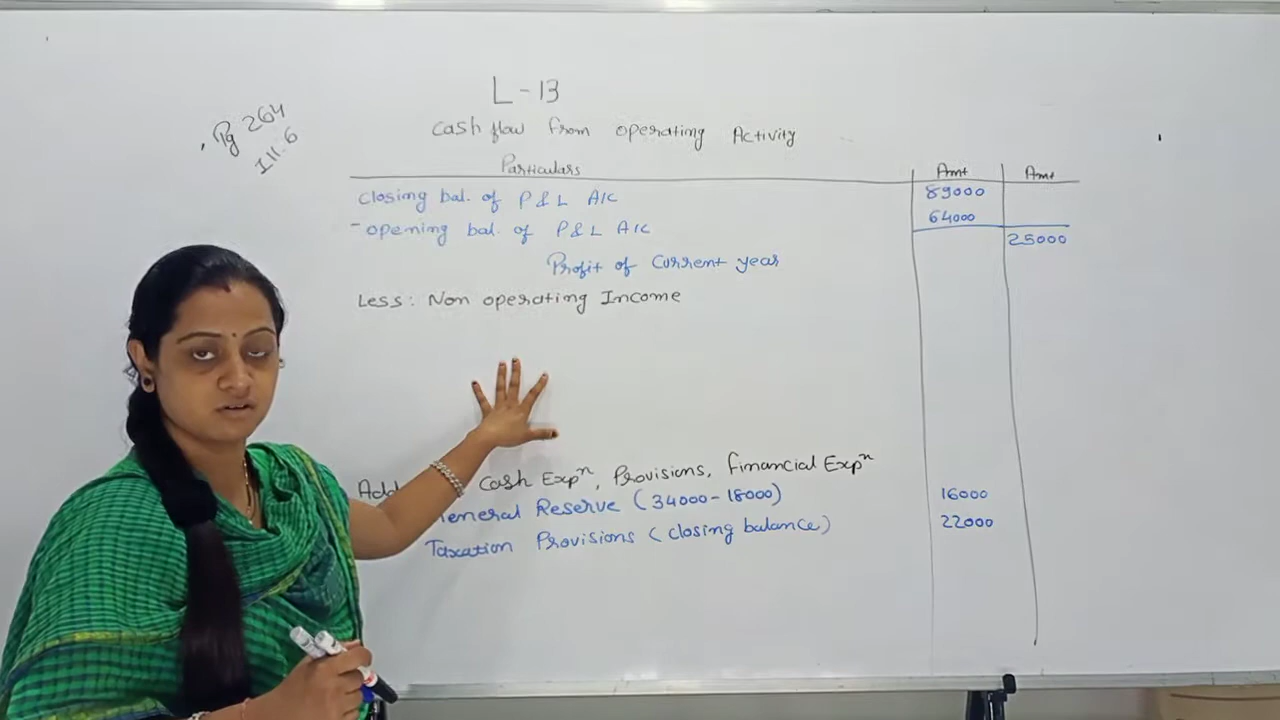 L-13
Pg 264
Ill.6
Cash flow from operating Activity
Particulars Amt Amt
Closing bal. of P & L A/C 89000
- opening bal. of P & L A/C 64000
25000
Profit of Current year
Less: Non operating Income
Add Cash Expⁿ, Provisions, Financial Expⁿ
General Reserve (34000-18000) 16000
Taxation Provisions (closing balance) 22000